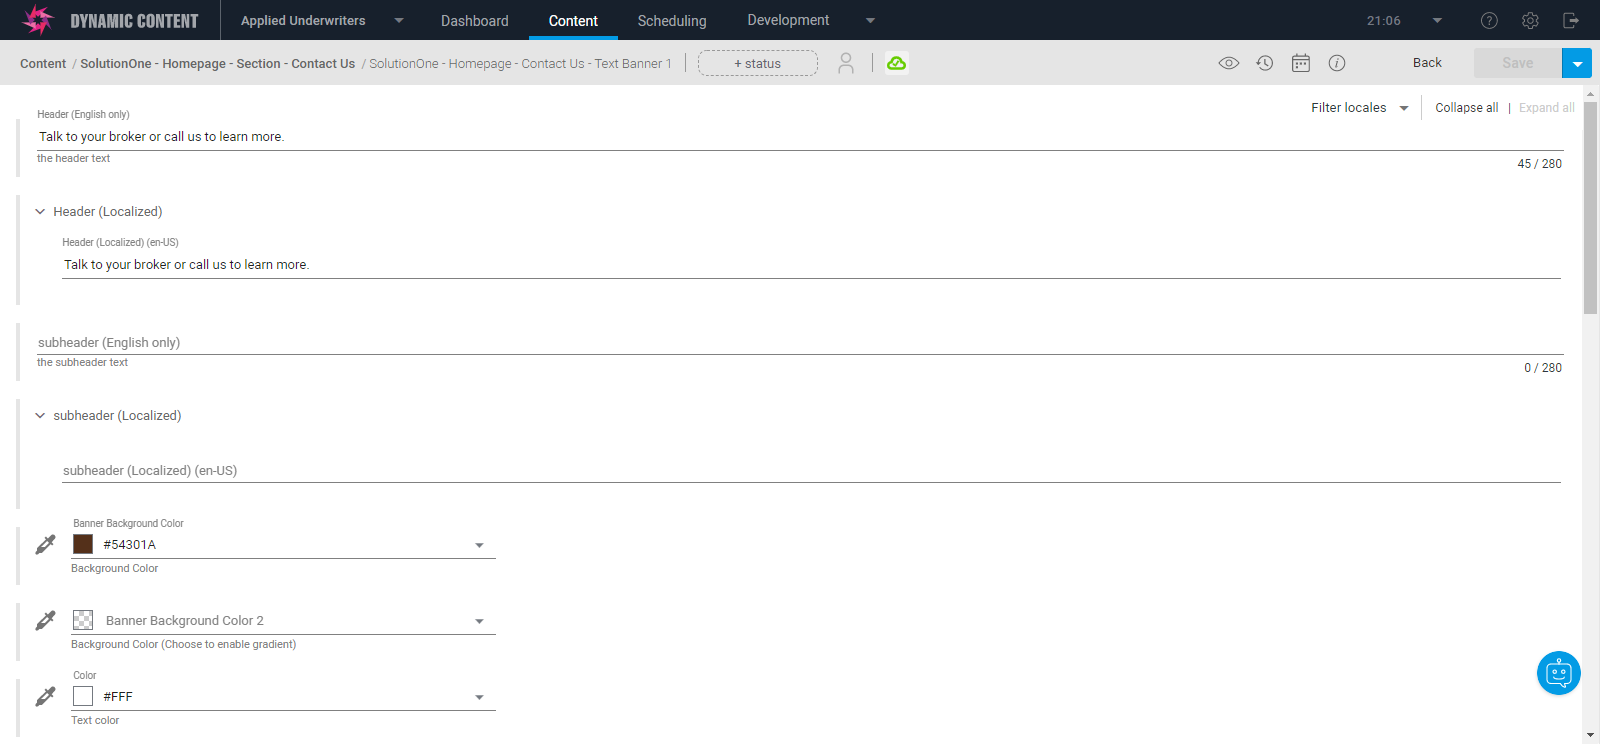 DYNAMIC CONTENT
Applied Underwriters
Dashboard
Content
Scheduling
Development
21:06
Content / SolutionOne - Homepage - Section - Contact Us / SolutionOne - Homepage - Contact Us - Text Banner 1
+ status
Back
Save
Filter locales
Collapse all | Expand all
Header (English only)
Talk to your broker or call us to learn more.
the header text
45 / 280
Header (Localized)
Header (Localized) (en-US)
Talk to your broker or call us to learn more.
subheader (English only)
the subheader text
0 / 280
subheader (Localized)
subheader (Localized) (en-US)
Banner Background Color
#54301A
Background Color
Banner Background Color 2
Background Color (Choose to enable gradient)
Color
#FFF
Text color